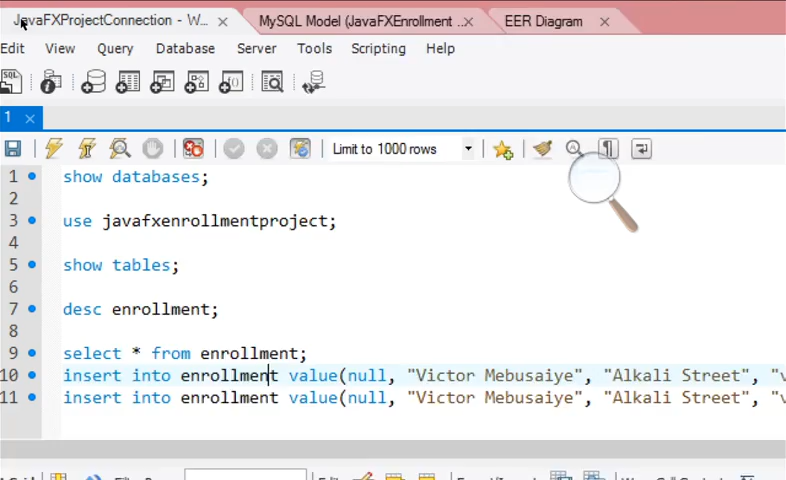 JavaFXProjectConnection - W... MySQL Model (JavaFXEnrollment ... EER Diagram
Edit View Query Database Server Tools Scripting Help
SQL
1
Limit to 1000 rows
1 show databases;
2
3 use javafxenrollmentproject;
4
5 show tables;
6
7 desc enrollment;
8
9 select * from enrollment;
10 insert into enrollment value(null, "Victor Mebusaiye", "Alkali Street", "v
11 insert into enrollment value(null, "Victor Mebusaiye", "Alkali Street", "v